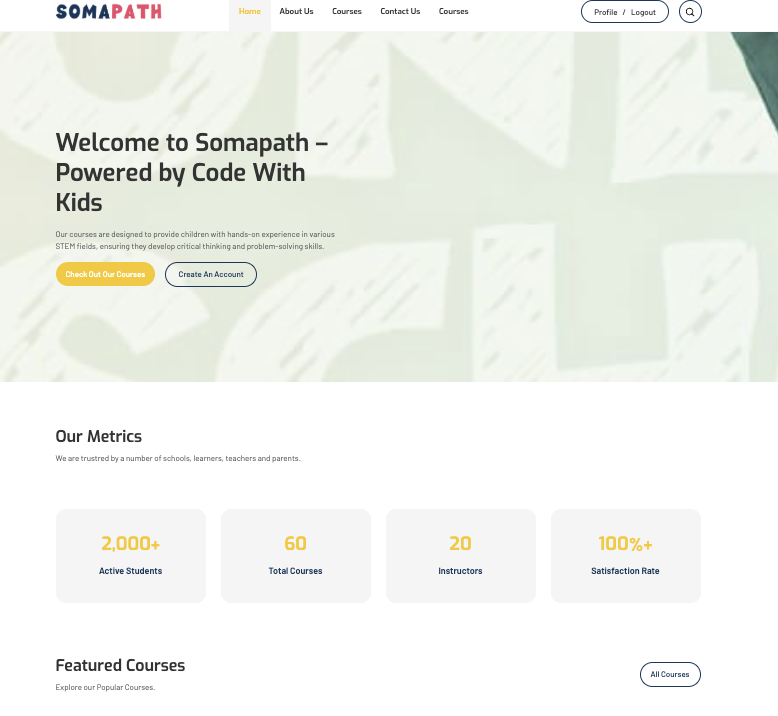 SOMAPATH
Home About Us Courses Contact Us Courses
Profile / Logout
Welcome to Somapath –
Powered by Code With
Kids
Our courses are designed to provide children with hands-on experience in various
STEM fields, ensuring they develop critical thinking and problem-solving skills.
Check Out Our Courses Create An Account
Our Metrics
We are trustred by a number of schools, learners, teachers and parents.
2,000+ 60 20 100%+
Active Students Total Courses Instructors Satisfaction Rate
Featured Courses
All Courses
Explore our Popular Courses.